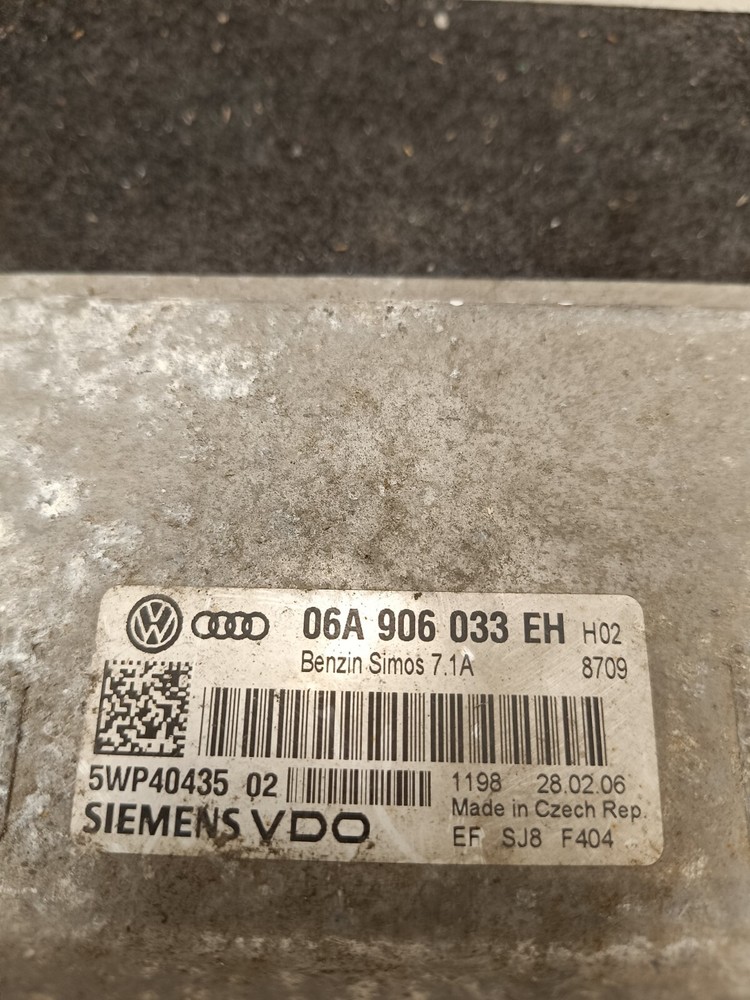 06A 906 033 EH H02
Benzin Simos 7.1A 8709
5WP40435 02 1198 28.02.06
Made in Czech Rep.
SIEMENS VDO EF SJ8 F404